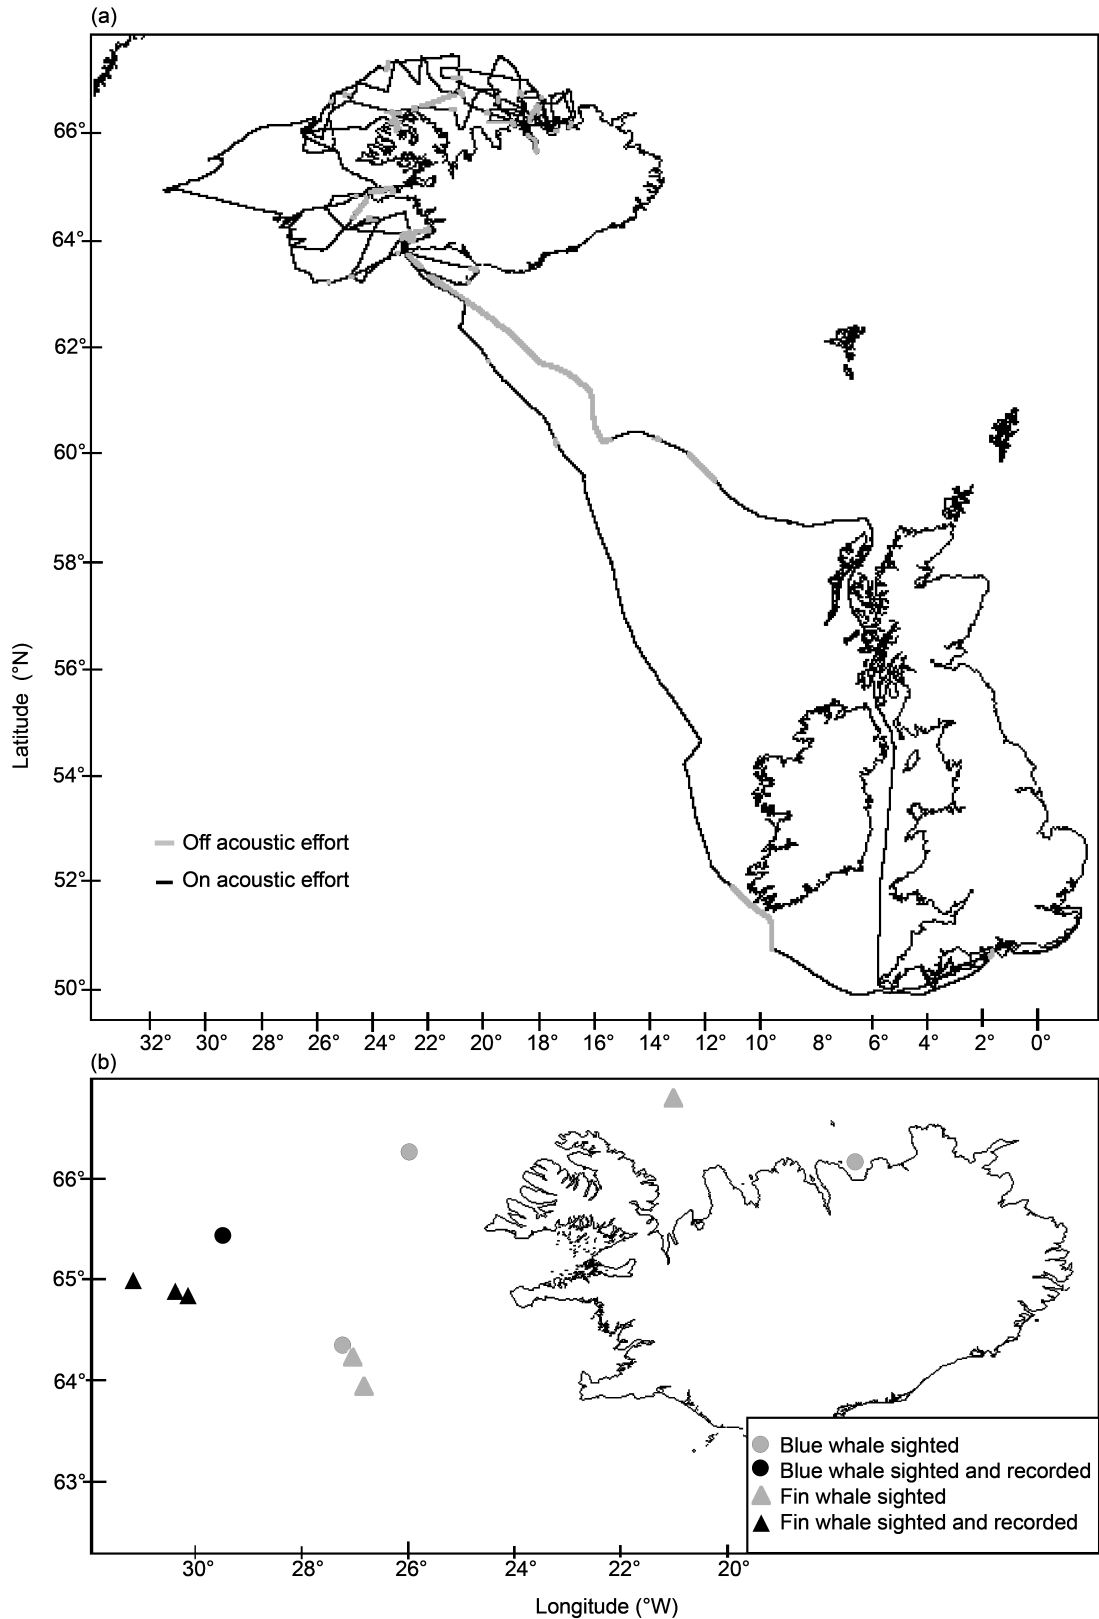 (a)
66°
64°
62°
60°
58°
56°
54°
52°
50°
Latitude (°N)
Off acoustic effort
On acoustic effort
32° 30° 28° 26° 24° 22° 20° 18° 16° 14° 12° 10° 8° 6° 4° 2° 0°
(b)
66°
65°
64°
63°
Blue whale sighted
Blue whale sighted and recorded
Fin whale sighted
Fin whale sighted and recorded
30° 28° 26° 24° 22° 20°
Longitude (°W)